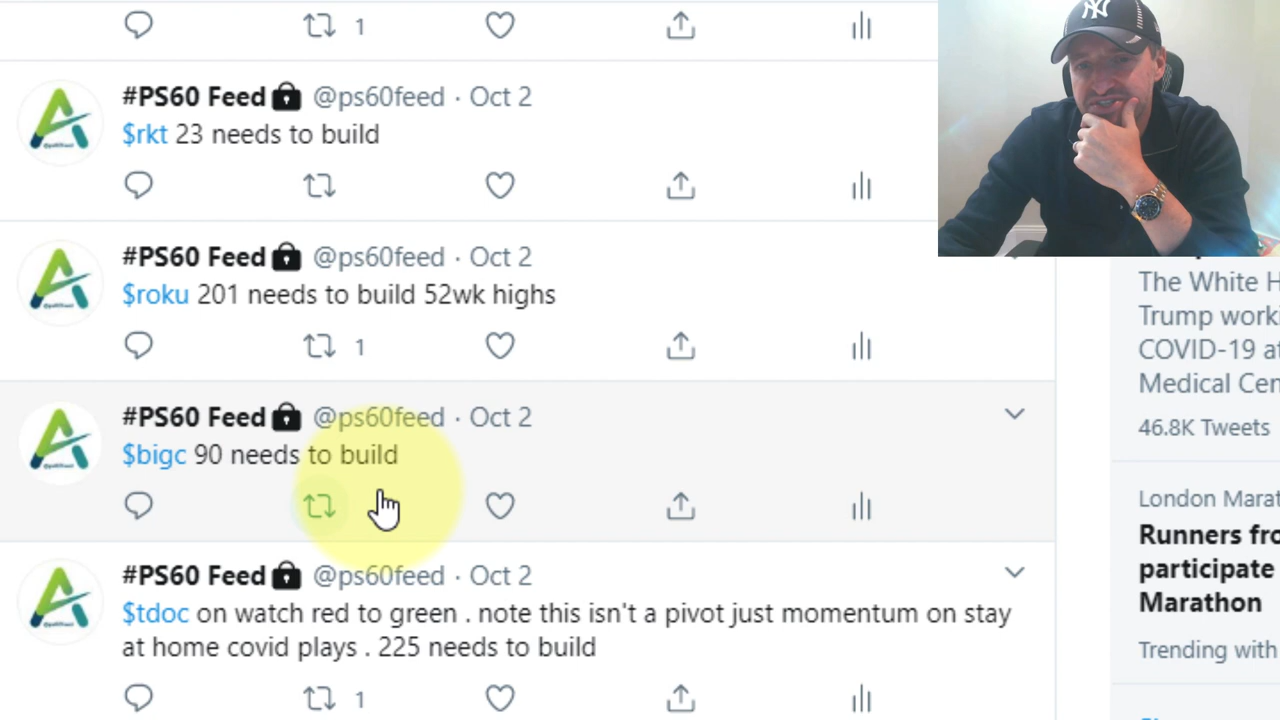 1
#PS60 Feed @ps60feed · Oct 2
$rkt 23 needs to build
#PS60 Feed @ps60feed · Oct 2
$roku 201 needs to build 52wk highs
1
#PS60 Feed @ps60feed · Oct 2
$bigc 90 needs to build
#PS60 Feed @ps60feed · Oct 2
$tdoc on watch red to green . note this isn't a pivot just momentum on stay
at home covid plays . 225 needs to build
1
NY
The White H
Trump worki
COVID-19 at
Medical Cen
46.8K Tweets
London Marat
Runners fro
participate
Marathon
Trending with